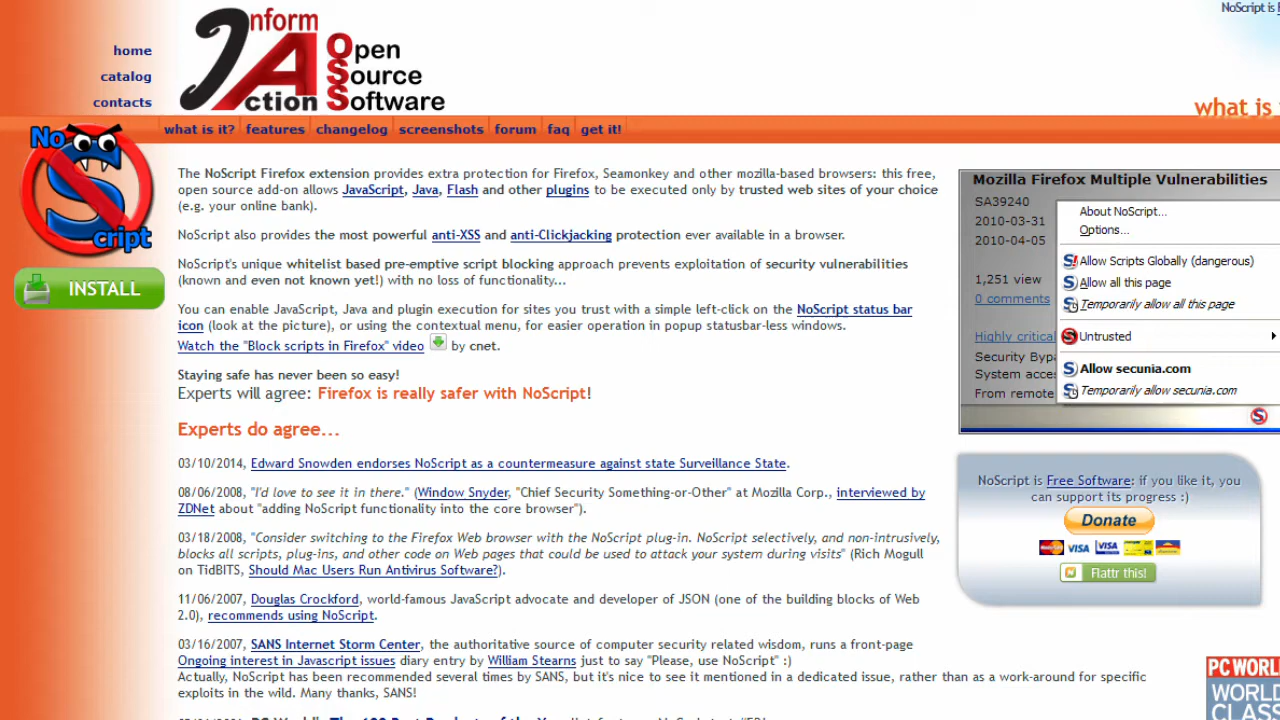 NoScript is
home
catalog
contacts
Inform
Action
Open
Source
Software
what is
what is it? features changelog screenshots forum faq get it!
No
Script
INSTALL
The NoScript Firefox extension provides extra protection for Firefox, Seamonkey and other mozilla-based browsers: this free,
open source add-on allows JavaScript, Java, Flash and other plugins to be executed only by trusted web sites of your choice
(e.g. your online bank).
NoScript also provides the most powerful anti-XSS and anti-Clickjacking protection ever available in a browser.
NoScript's unique whitelist based pre-emptive script blocking approach prevents exploitation of security vulnerabilities
(known and even not known yet!) with no loss of functionality...
You can enable JavaScript, Java and plugin execution for sites you trust with a simple left-click on the NoScript status bar
icon (look at the picture), or using the contextual menu, for easier operation in popup statusbar-less windows.
Watch the "Block scripts in Firefox" video by cnet.
Staying safe has never been so easy!
Experts will agree: Firefox is really safer with NoScript!
Experts do agree...
03/10/2014, Edward Snowden endorses NoScript as a countermeasure against state Surveillance State.
08/06/2008, "I'd love to see it in there." (Window Snyder, "Chief Security Something-or-Other" at Mozilla Corp., interviewed by
ZDNet about "adding NoScript functionality into the core browser").
03/18/2008, "Consider switching to the Firefox Web browser with the NoScript plug-in. NoScript selectively, and non-intrusively,
blocks all scripts, plug-ins, and other code on Web pages that could be used to attack your system during visits" (Rich Mogull
on TidBITS, Should Mac Users Run Antivirus Software?).
11/06/2007, Douglas Crockford, world-famous JavaScript advocate and developer of JSON (one of the building blocks of Web
2.0), recommends using NoScript.
03/16/2007, SANS Internet Storm Center, the authoritative source of computer security related wisdom, runs a front-page
Ongoing interest in Javascript issues diary entry by William Stearns just to say "Please, use NoScript" :)
Actually, NoScript has been recommended several times by SANS, but it's nice to see it mentioned in a dedicated issue, rather than as a work-around for specific
exploits in the wild. Many thanks, SANS!
Mozilla Firefox Multiple Vulnerabilities
SA39240
2010-03-31
2010-04-05
1,251 view
0 comments
Highly critical
Security Bypa
System acces
From remote
About NoScript...
Options...
Allow Scripts Globally (dangerous)
Allow all this page
Temporarily allow all this page
Untrusted
Allow secunia.com
Temporarily allow secunia.com
NoScript is Free Software: if you like it, you
can support its progress :)
Donate
VISA VISA
Flattr this!
PC WORL
WORLD
CLASS